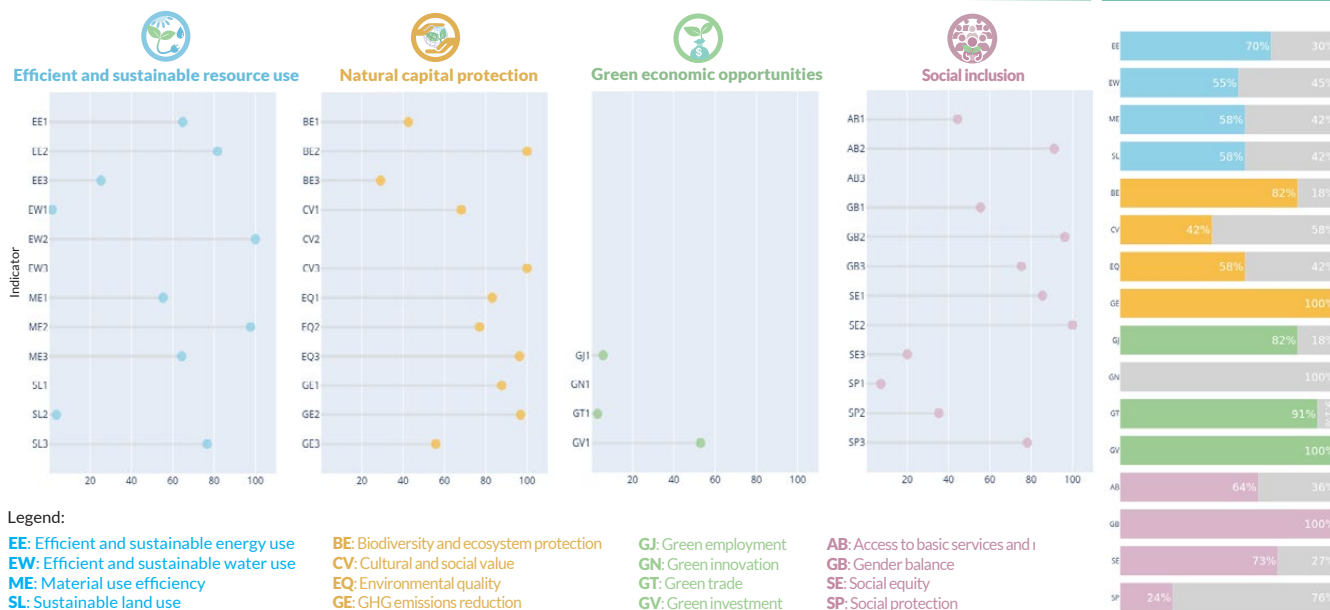 Efficient and sustainable resource use
Natural capital protection
Green economic opportunities
Social inclusion
Indicator
EE1
EE2
EE3
EW1
EW2
EW3
ME1
ME2
ME3
SL1
SL2
SL3
20 40 60 80 100
BE1
BE2
BE3
CV1
CV2
CV3
EQ1
EQ2
EQ3
GE1
GE2
GE3
20 40 60 80 100
GJ1
GN1
GT1
GV1
20 40 60 80 100
AB1
AB2
AB3
GB1
GB2
GB3
SE1
SE2
SE3
SP1
SP2
SP3
20 40 60 80 100
EE 70% 30%
EW 55% 45%
ME 58% 42%
SL 58% 42%
BE 82% 18%
CV 42% 58%
EQ 58% 42%
GE 100%
GJ 82% 18%
GN 100%
GT 91%
GV 100%
AB 64% 36%
GB 100%
SE 73% 27%
SP 24% 76%
Legend:
EE: Efficient and sustainable energy use
EW: Efficient and sustainable water use
ME: Material use efficiency
SL: Sustainable land use
BE: Biodiversity and ecosystem protection
CV: Cultural and social value
EQ: Environmental quality
GE: GHG emissions reduction
GJ: Green employment
GN: Green innovation
GT: Green trade
GV: Green investment
AB: Access to basic services and
GB: Gender balance
SE: Social equity
SP: Social protection